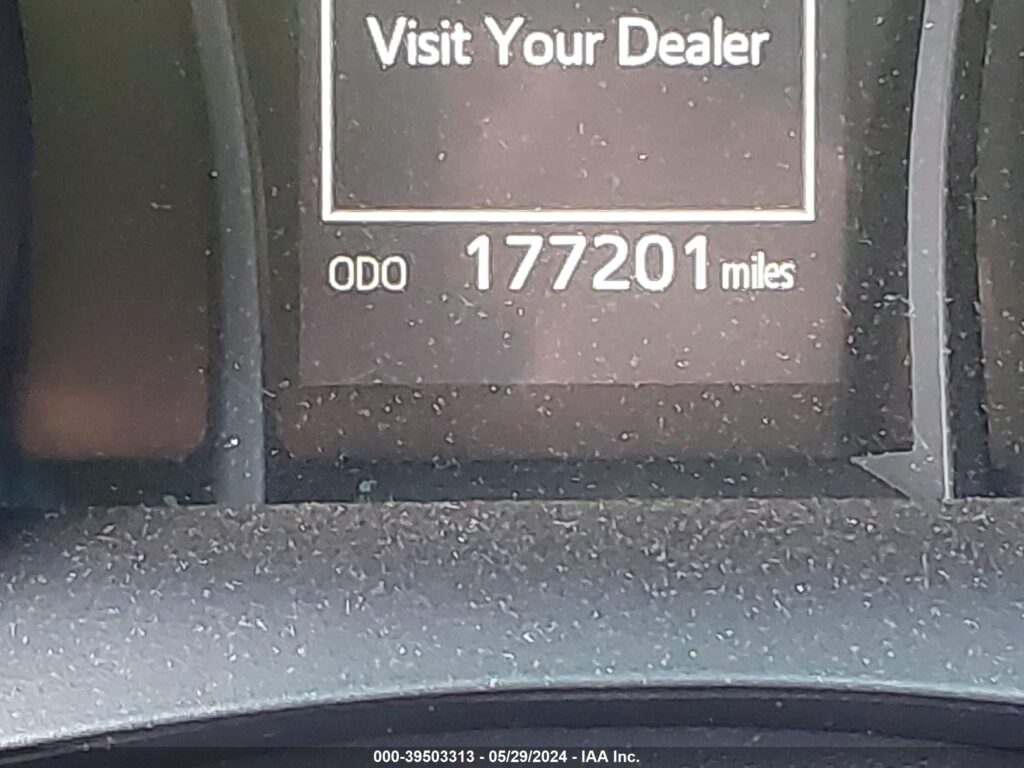 Visit Your Dealer
ODO 177201 miles
000-39503313 - 05/29/2024 - IAA Inc.